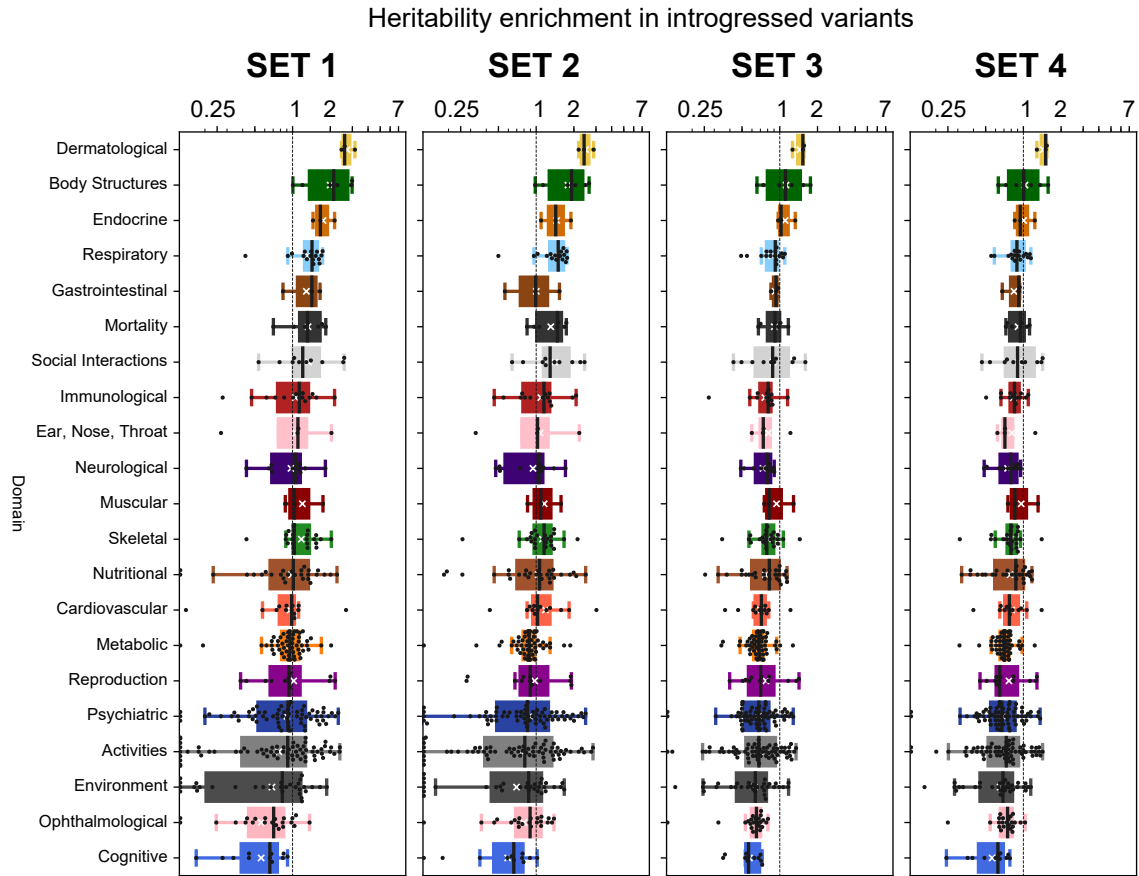 Heritability enrichment in introgressed variants
SET 1 SET 2 SET 3 SET 4
0.25 1 2 7 0.25 1 2 7 0.25 1 2 7 0.25 1 2 7
Dermatological
Body Structures
Endocrine
Respiratory
Gastrointestinal
Mortality
Social Interactions
Immunological
Ear, Nose, Throat
Neurological
Domain
Muscular
Skeletal
Nutritional
Cardiovascular
Metabolic
Reproduction
Psychiatric
Activities
Environment
Ophthalmological
Cognitive